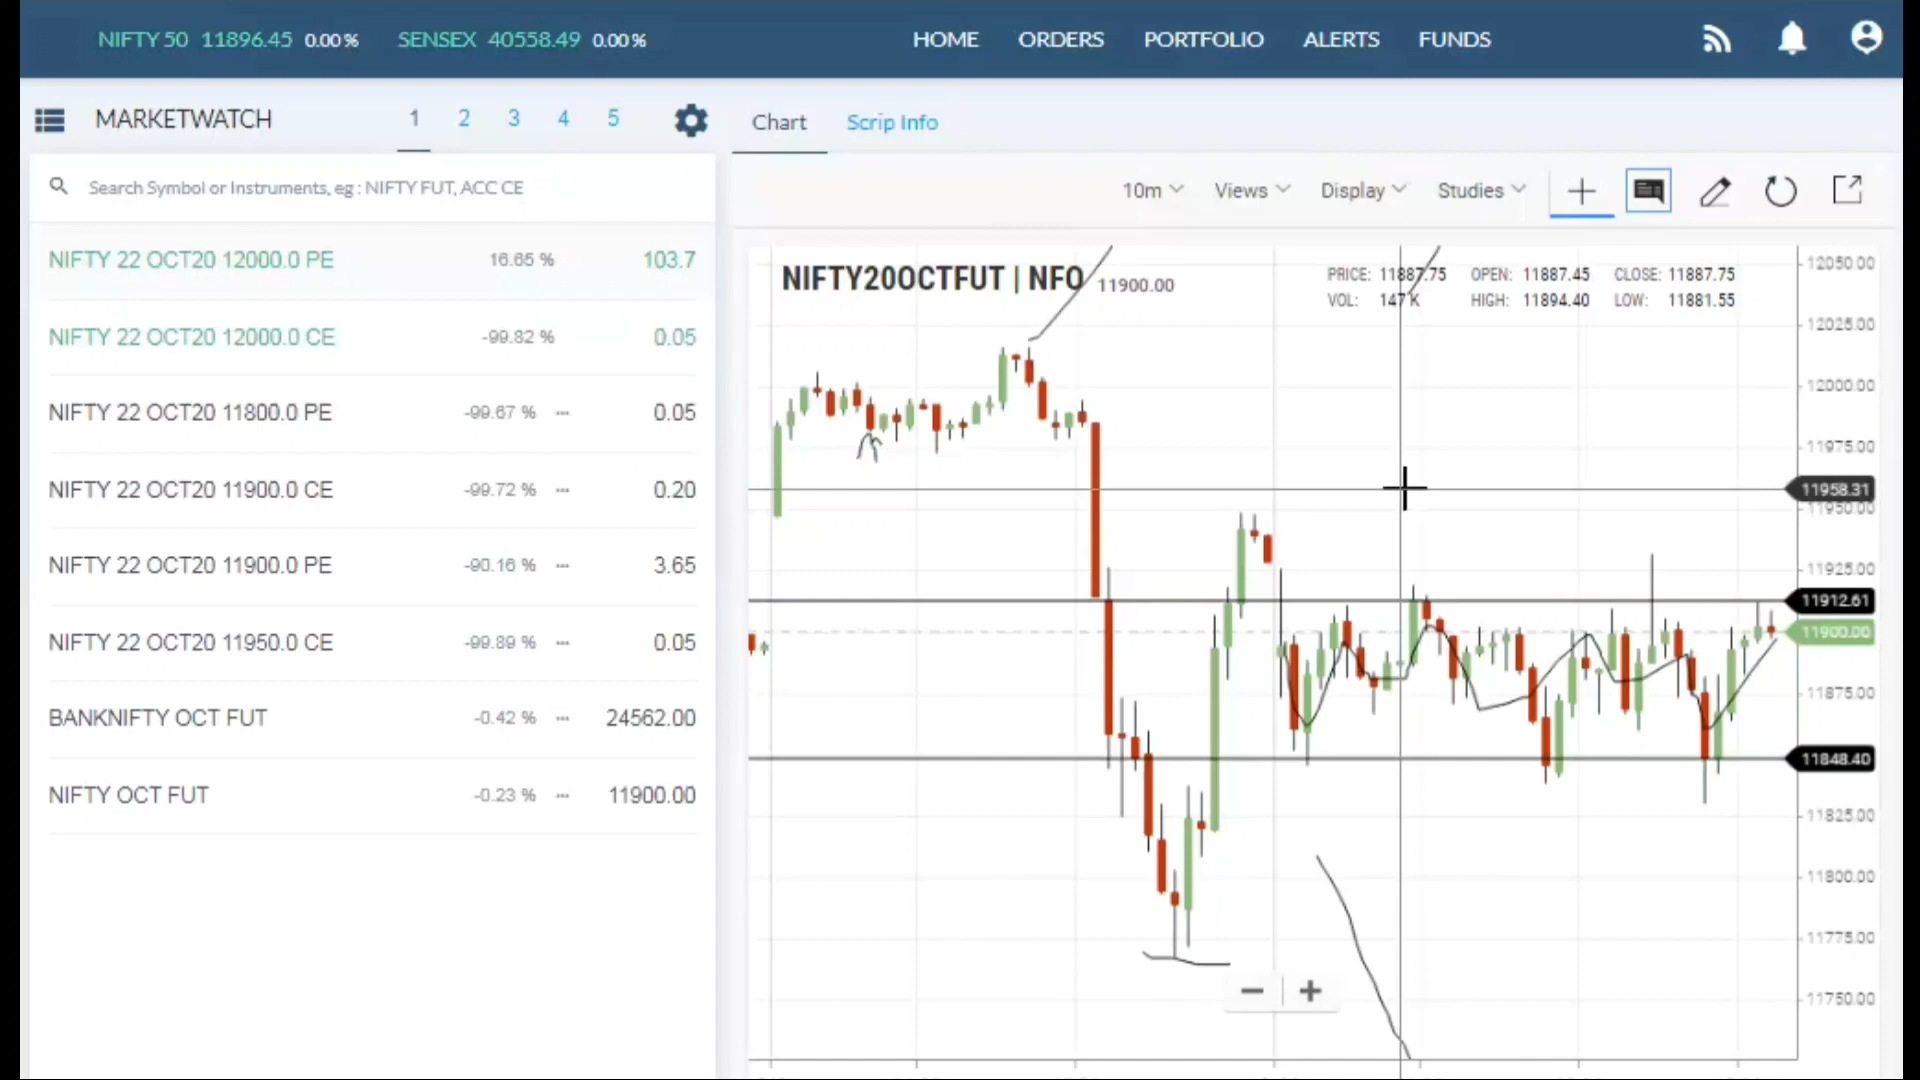 NIFTY 50 11896.45 0.00 % SENSEX 40558.49 0.00 % HOME ORDERS PORTFOLIO ALERTS FUNDS
MARKETWATCH 1 2 3 4 5
Chart Scrip Info
Search Symbol or Instruments, eg : NIFTY FUT, ACC CE
10m Views Display Studies
NIFTY 22 OCT20 12000.0 PE 16.65 % 103.7
NIFTY 22 OCT20 12000.0 CE -99.82 % 0.05
NIFTY 22 OCT20 11800.0 PE -99.67 % ... 0.05
NIFTY 22 OCT20 11900.0 CE -99.72 % ... 0.20
NIFTY 22 OCT20 11900.0 PE -90.16 % ... 3.65
NIFTY 22 OCT20 11950.0 CE -99.89 % ... 0.05
BANKNIFTY OCT FUT -0.42 % ... 24562.00
NIFTY OCT FUT -0.23 % ... 11900.00
NIFTY20OCTFUT | NFO 11900.00
PRICE: 11887.75 OPEN: 11887.45 CLOSE: 11887.75
VOL: 147 K HIGH: 11894.40 LOW: 11881.55
12050.00
12025.00
12000.00
11975.00
11958.31
11950.00
11925.00
11912.61
11900.00
11875.00
11848.40
11825.00
11800.00
11775.00
11750.00